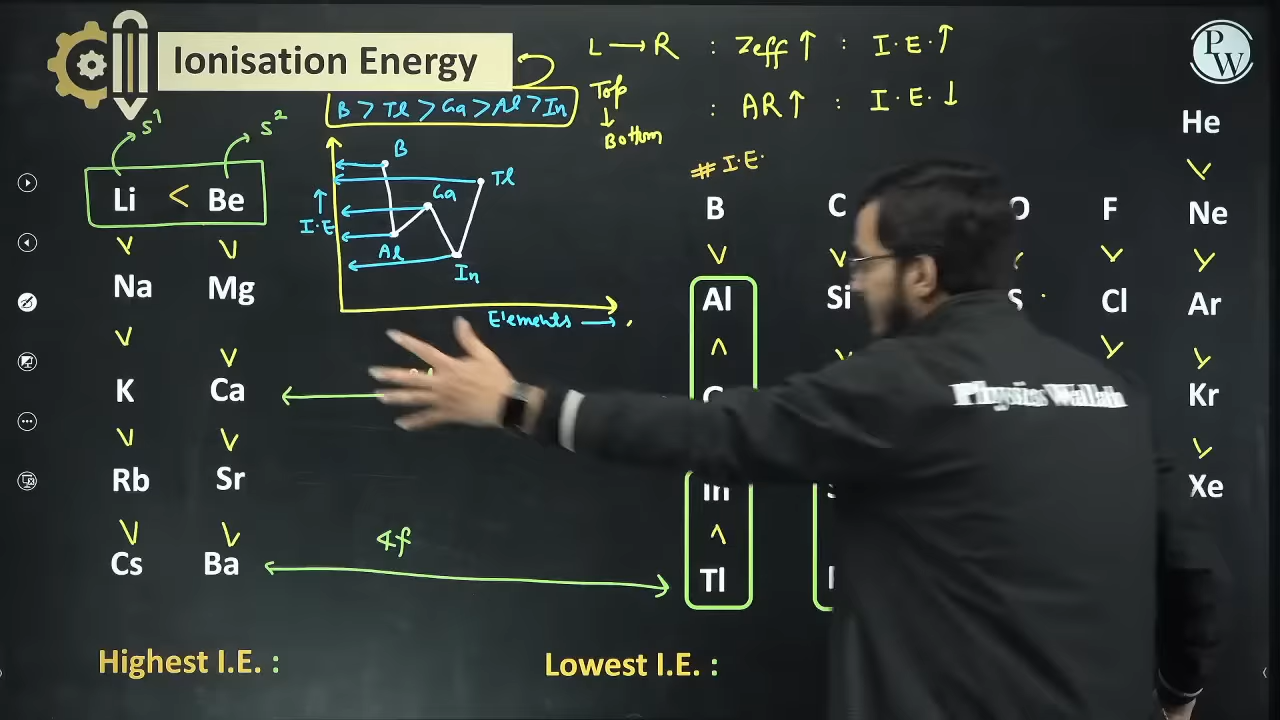 Ionisation Energy
L → R : Zeff ↑ : I.E. ↑
Top ↓ Bottom : AR ↑ : I.E. ↓
PW
B > Tl > Ga > Al > In
s¹ s²
# I.E.
He
Li < Be
B C O F Ne
Na Mg
Al Si S Cl Ar
K Ca
Kr
Rb Sr
In
Xe
Cs Ba
Tl
↑ I.E
B
Tl
Ga
Al
In
Elements →
4f
Physics Wallah
Highest I.E. :
Lowest I.E. :